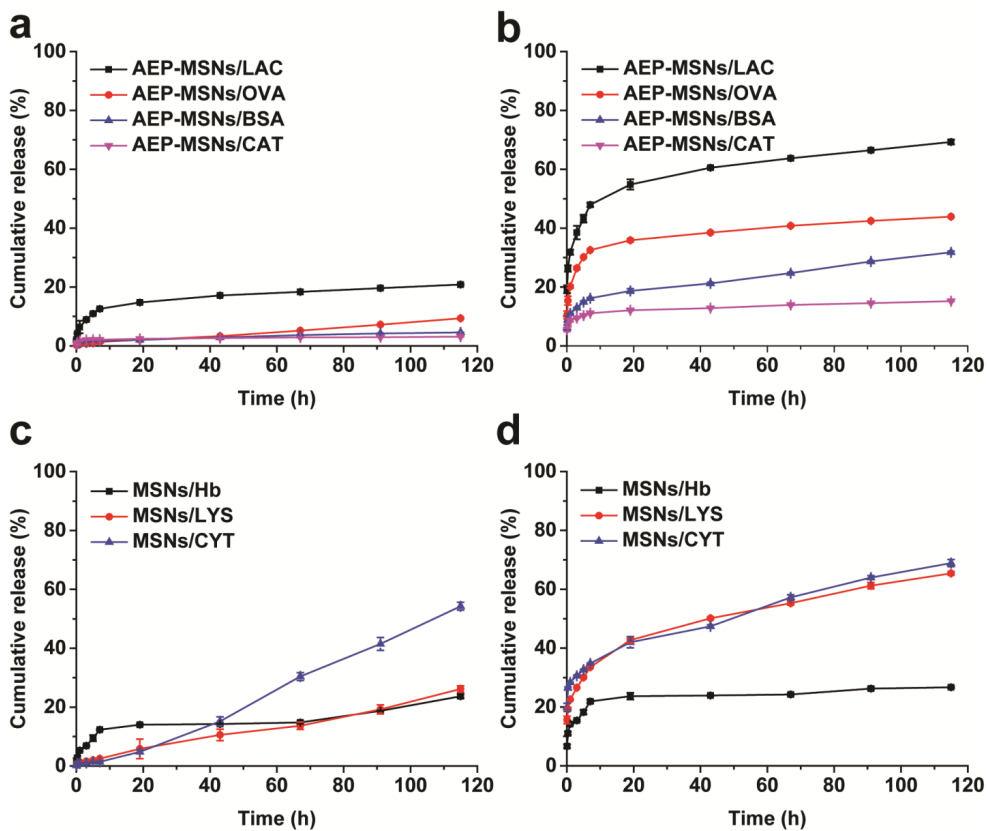 a
AEP-MSNs/LAC
AEP-MSNs/OVA
AEP-MSNs/BSA
AEP-MSNs/CAT
Cumulative release (%)
100
80
60
40
20
0
0 20 40 60 80 100 120
Time (h)
b
AEP-MSNs/LAC
AEP-MSNs/OVA
AEP-MSNs/BSA
AEP-MSNs/CAT
Cumulative release (%)
100
80
60
40
20
0
0 20 40 60 80 100 120
Time (h)
c
MSNs/Hb
MSNs/LYS
MSNs/CYT
Cumulative release (%)
100
80
60
40
20
0
0 20 40 60 80 100 120
Time (h)
d
MSNs/Hb
MSNs/LYS
MSNs/CYT
Cumulative release (%)
100
80
60
40
20
0
0 20 40 60 80 100 120
Time (h)